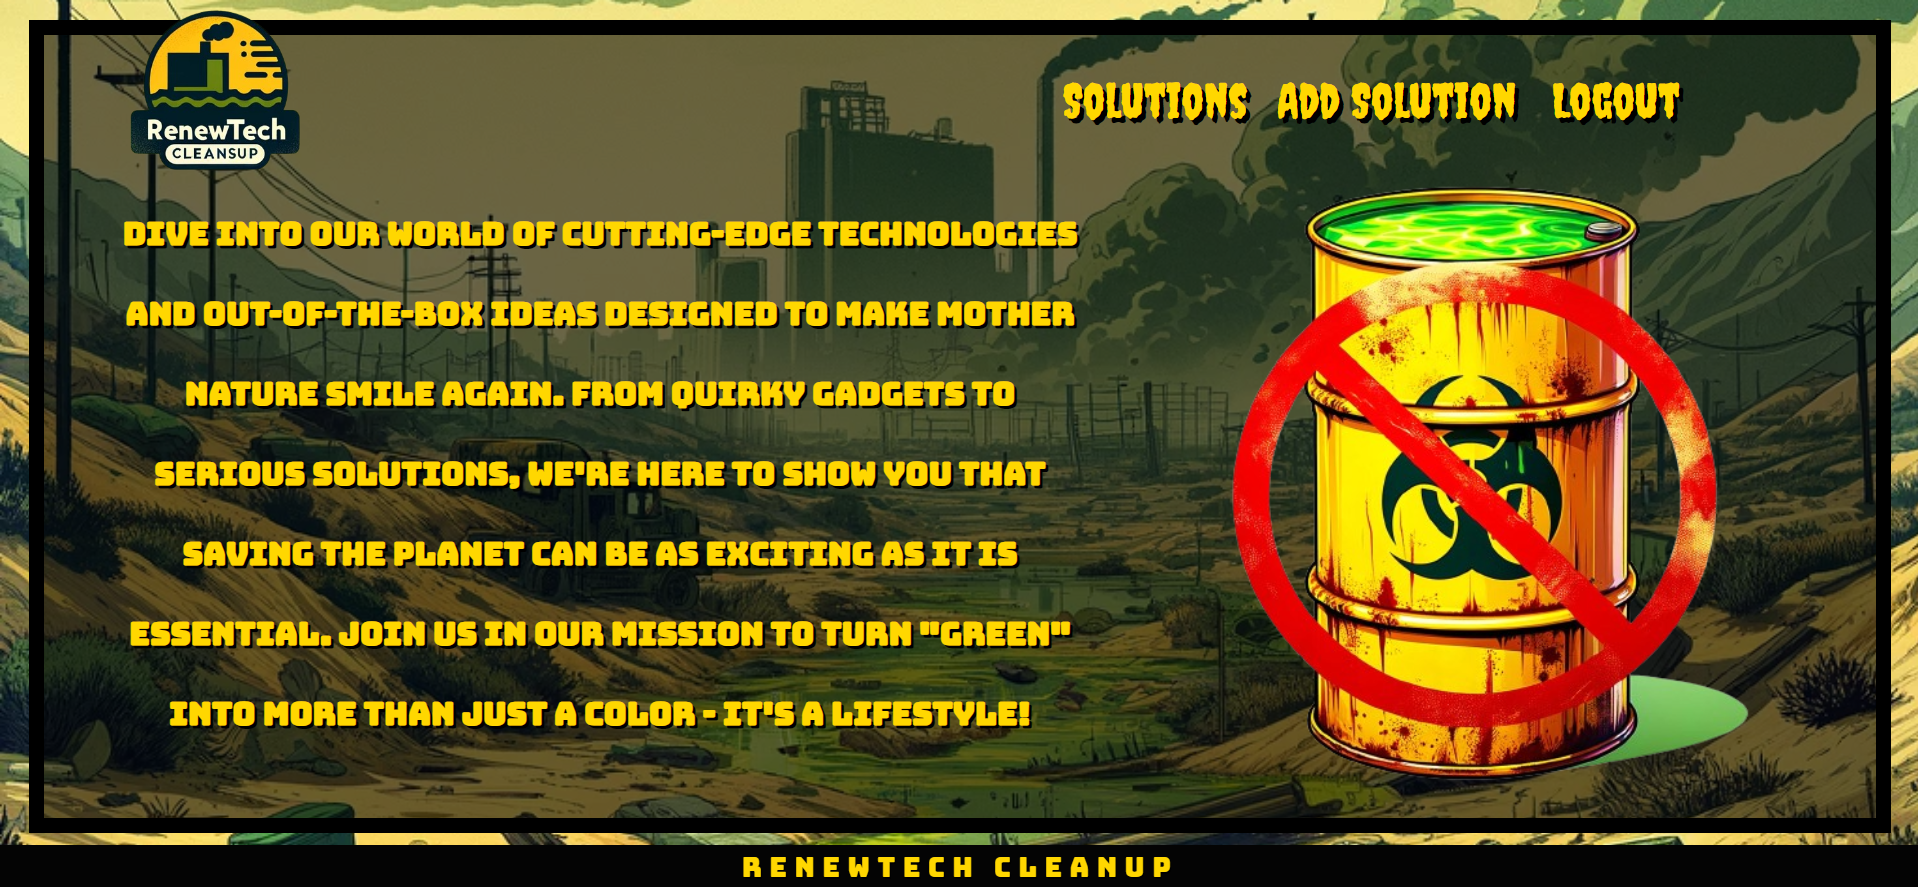 RenewTech
CLEANSUP
SOLUTIONS ADD SOLUTION LOGOUT
DIVE INTO OUR WORLD OF CUTTING-EDGE TECHNOLOGIES
AND OUT-OF-THE-BOX IDEAS DESIGNED TO MAKE MOTHER
NATURE SMILE AGAIN. FROM QUIRKY GADGETS TO
SERIOUS SOLUTIONS, WE'RE HERE TO SHOW YOU THAT
SAVING THE PLANET CAN BE AS EXCITING AS IT IS
ESSENTIAL. JOIN US IN OUR MISSION TO TURN "GREEN"
INTO MORE THAN JUST A COLOR - IT'S A LIFESTYLE!
RENEWTECH CLEANUP